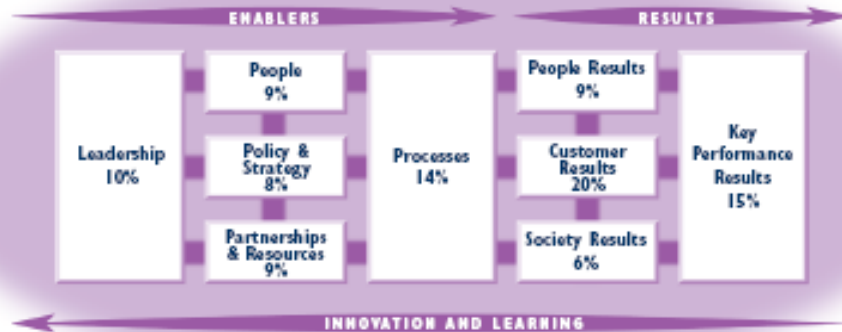 ENABLERS
RESULTS
Leadership
10%
People
9%
Policy &
Strategy
8%
Partnerships
& Resources
9%
Processes
14%
People Results
9%
Customer
Results
20%
Society Results
6%
Key
Performance
Results
15%
INNOVATION AND LEARNING